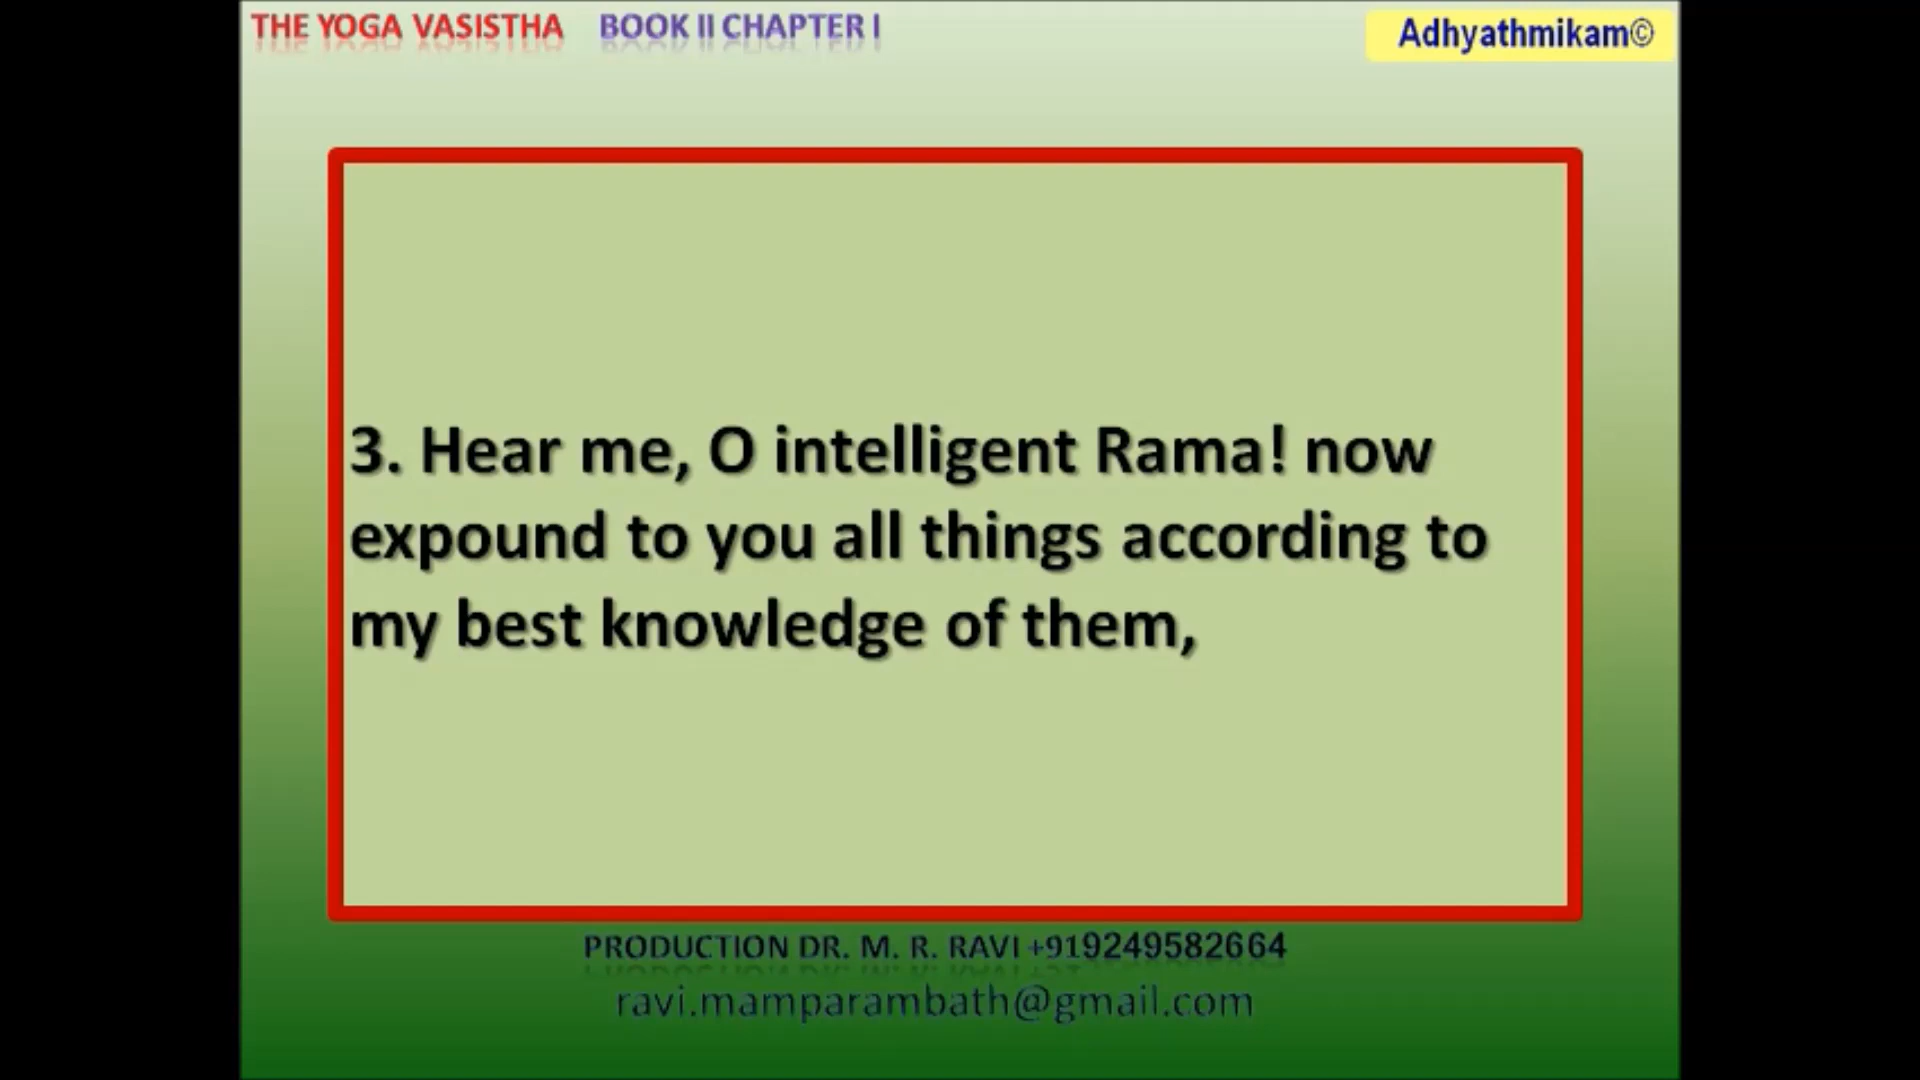 THE YOGA VASISTHA BOOK II CHAPTER I
Adhyathmikam©
3. Hear me, O intelligent Rama! now
expound to you all things according to
my best knowledge of them,
PRODUCTION DR. M. R. RAVI +919249582664
ravi.mamparambath@gmail.com